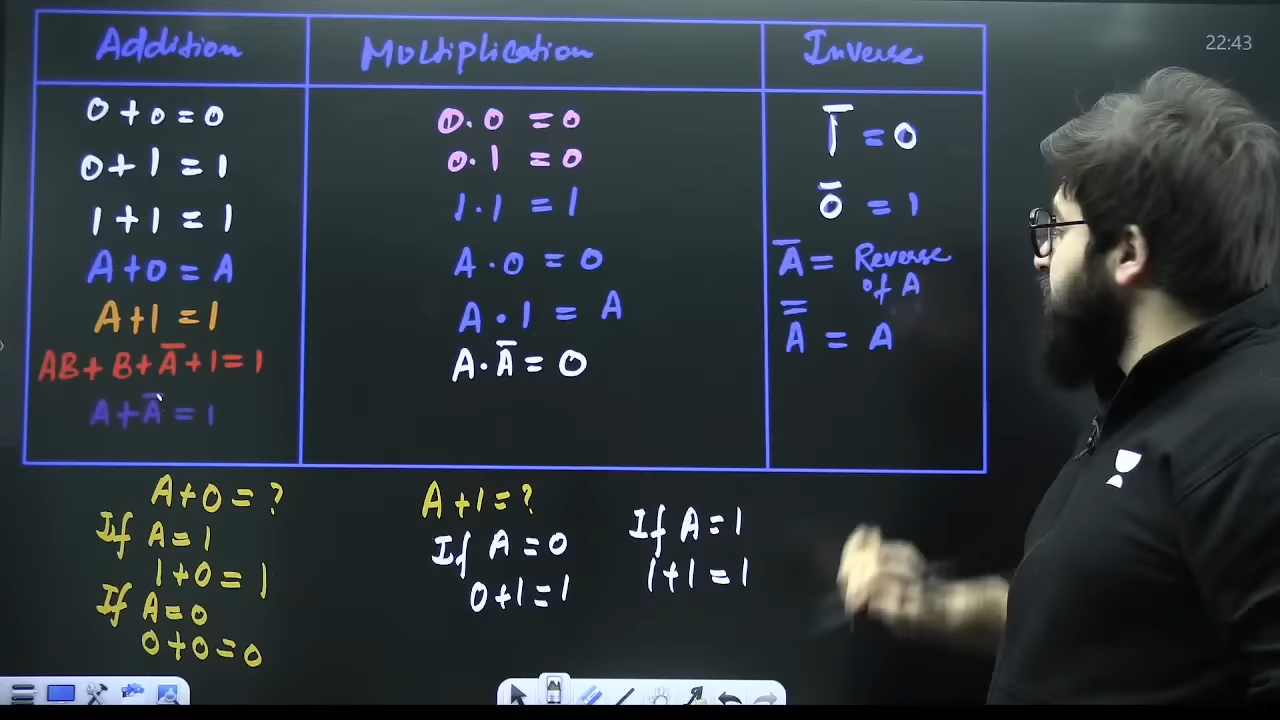 22:43
Addition Multiplication Inverse
0 + 0 = 0
0 + 1 = 1
1 + 1 = 1
A + 0 = A
A + 1 = 1
AB + B + A̅ + 1 = 1
A + A̅ = 1
0 . 0 = 0
0 . 1 = 0
1 . 1 = 1
A . 0 = 0
A . 1 = A
A . A̅ = 0
1̅ = 0
0̅ = 1
A̅ = Reverse
of A
A̿ = A
A + 0 = ?
If A = 1
1 + 0 = 1
If A = 0
0 + 0 = 0
A + 1 = ?
If A = 0
0 + 1 = 1
If A = 1
1 + 1 = 1